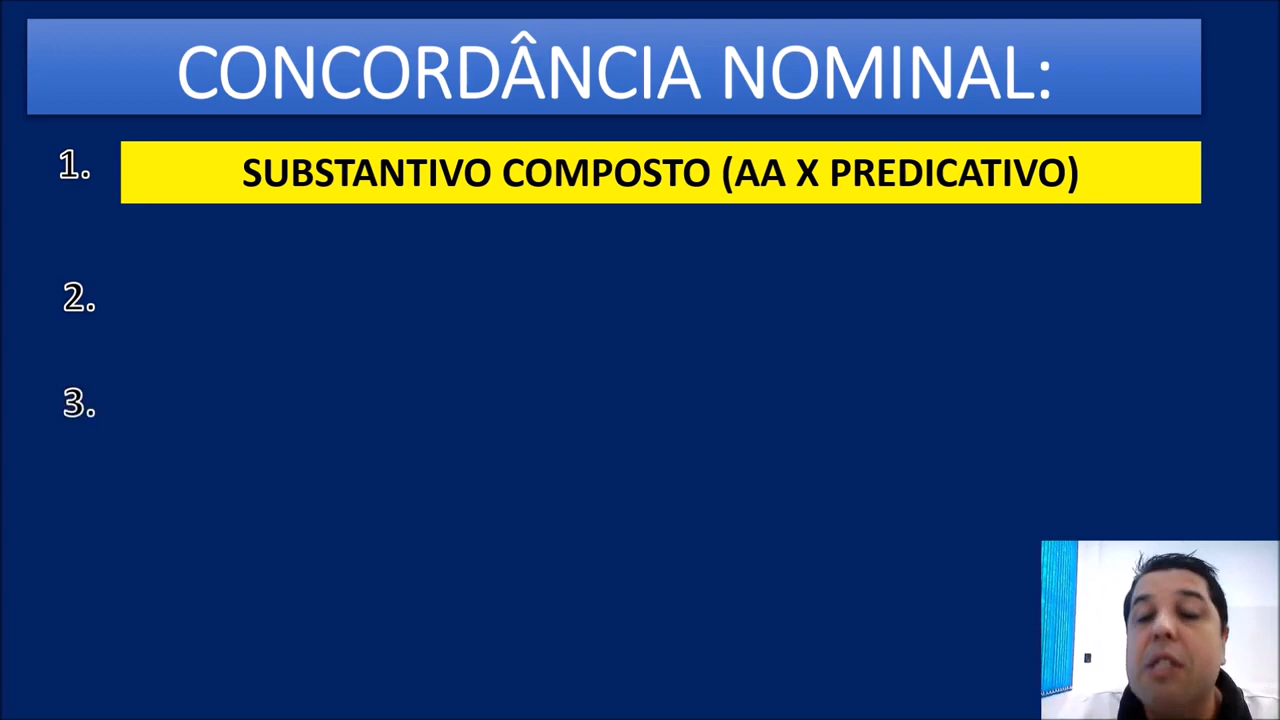 CONCORDÂNCIA NOMINAL:
1. SUBSTANTIVO COMPOSTO (AA X PREDICATIVO)
2.
3.